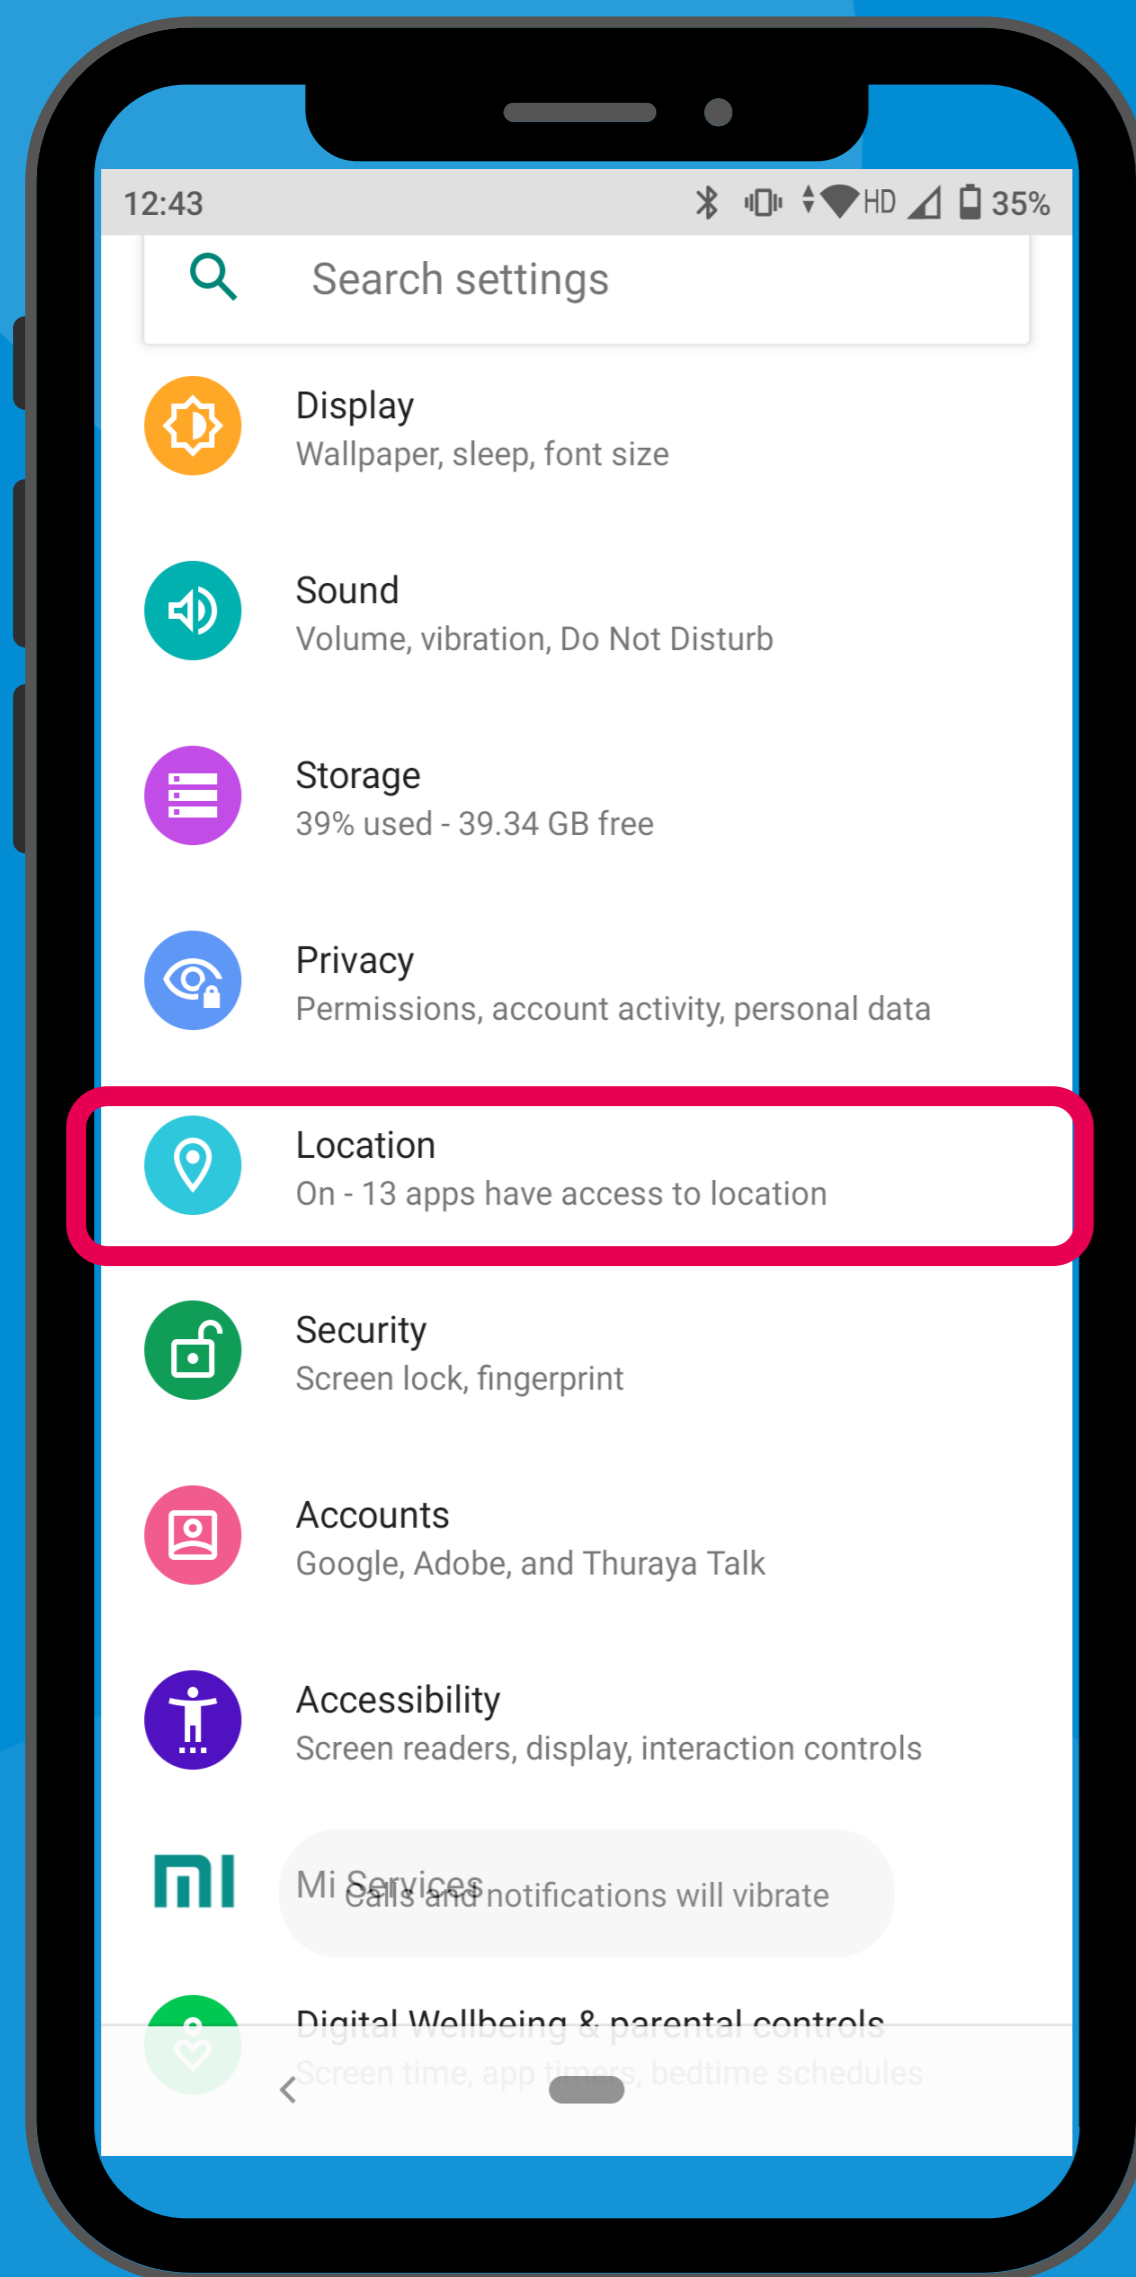 12:43
HD
35%
Search settings
Display
Wallpaper, sleep, font size
Sound
Volume, vibration, Do Not Disturb
Storage
39% used - 39.34 GB free
Privacy
Permissions, account activity, personal data
Location
On - 13 apps have access to location
Security
Screen lock, fingerprint
Accounts
Google, Adobe, and Thuraya Talk
Accessibility
Screen readers, display, interaction controls
MI
Mi Services
Calls and notifications will vibrate
Digital Wellbeing & parental controls
Screen time, app timers, bedtime schedules